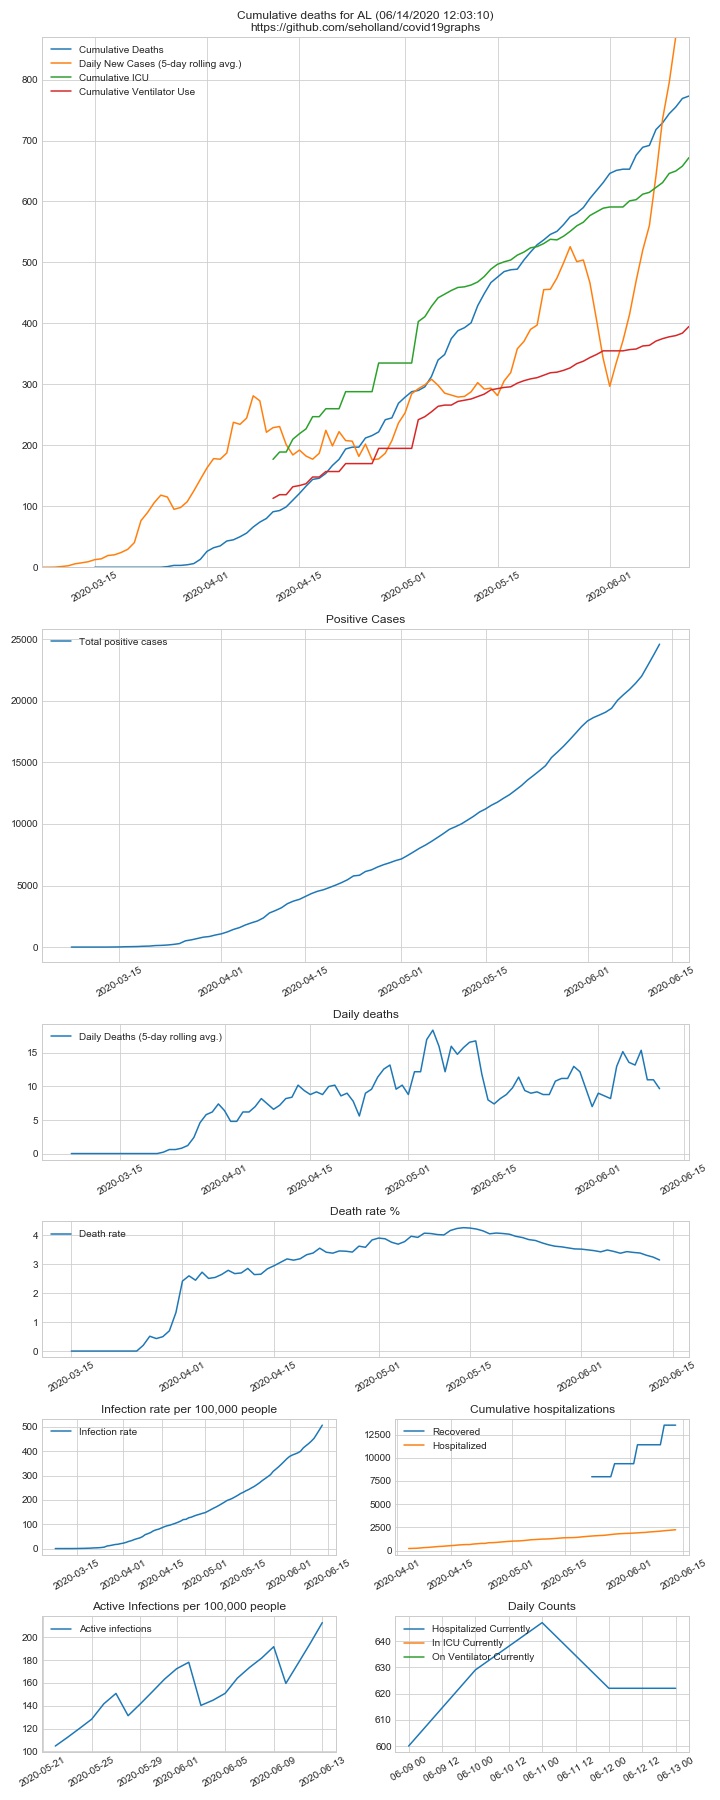 Cumulative deaths for AL (06/14/2020 12:03:10)
https://github.com/seholland/covid19graphs
Cumulative Deaths
Daily New Cases (5-day rolling avg.)
Cumulative ICU
Cumulative Ventilator Use
800
700
600
500
400
300
200
100
0
2020-03-15 2020-04-01 2020-04-15 2020-05-01 2020-05-15 2020-06-01
Positive Cases
Total positive cases
25000
20000
15000
10000
5000
0
2020-03-15 2020-04-01 2020-04-15 2020-05-01 2020-05-15 2020-06-01 2020-06-15
Daily deaths
Daily Deaths (5-day rolling avg.)
15
10
5
0
2020-03-15 2020-04-01 2020-04-15 2020-05-01 2020-05-15 2020-06-01 2020-06-15
Death rate %
Death rate
4
3
2
1
0
2020-03-15 2020-04-01 2020-04-15 2020-05-01 2020-05-15 2020-06-01 2020-06-15
Infection rate per 100,000 people
Infection rate
500
400
300
200
100
0
2020-03-15 2020-04-01 2020-04-15 2020-05-01 2020-05-15 2020-06-01 2020-06-15
Cumulative hospitalizations
Recovered
Hospitalized
12500
10000
7500
5000
2500
0
2020-04-01 2020-04-15 2020-05-01 2020-05-15 2020-06-01 2020-06-15
Active Infections per 100,000 people
Active infections
200
180
160
140
120
100
2020-05-21 2020-05-25 2020-05-29 2020-06-01 2020-06-05 2020-06-09 2020-06-13
Daily Counts
Hospitalized Currently
In ICU Currently
On Ventilator Currently
640
630
620
610
600
06-09 00 06-09 12 06-10 00 06-10 12 06-11 00 06-11 12 06-12 00 06-12 12 06-13 00